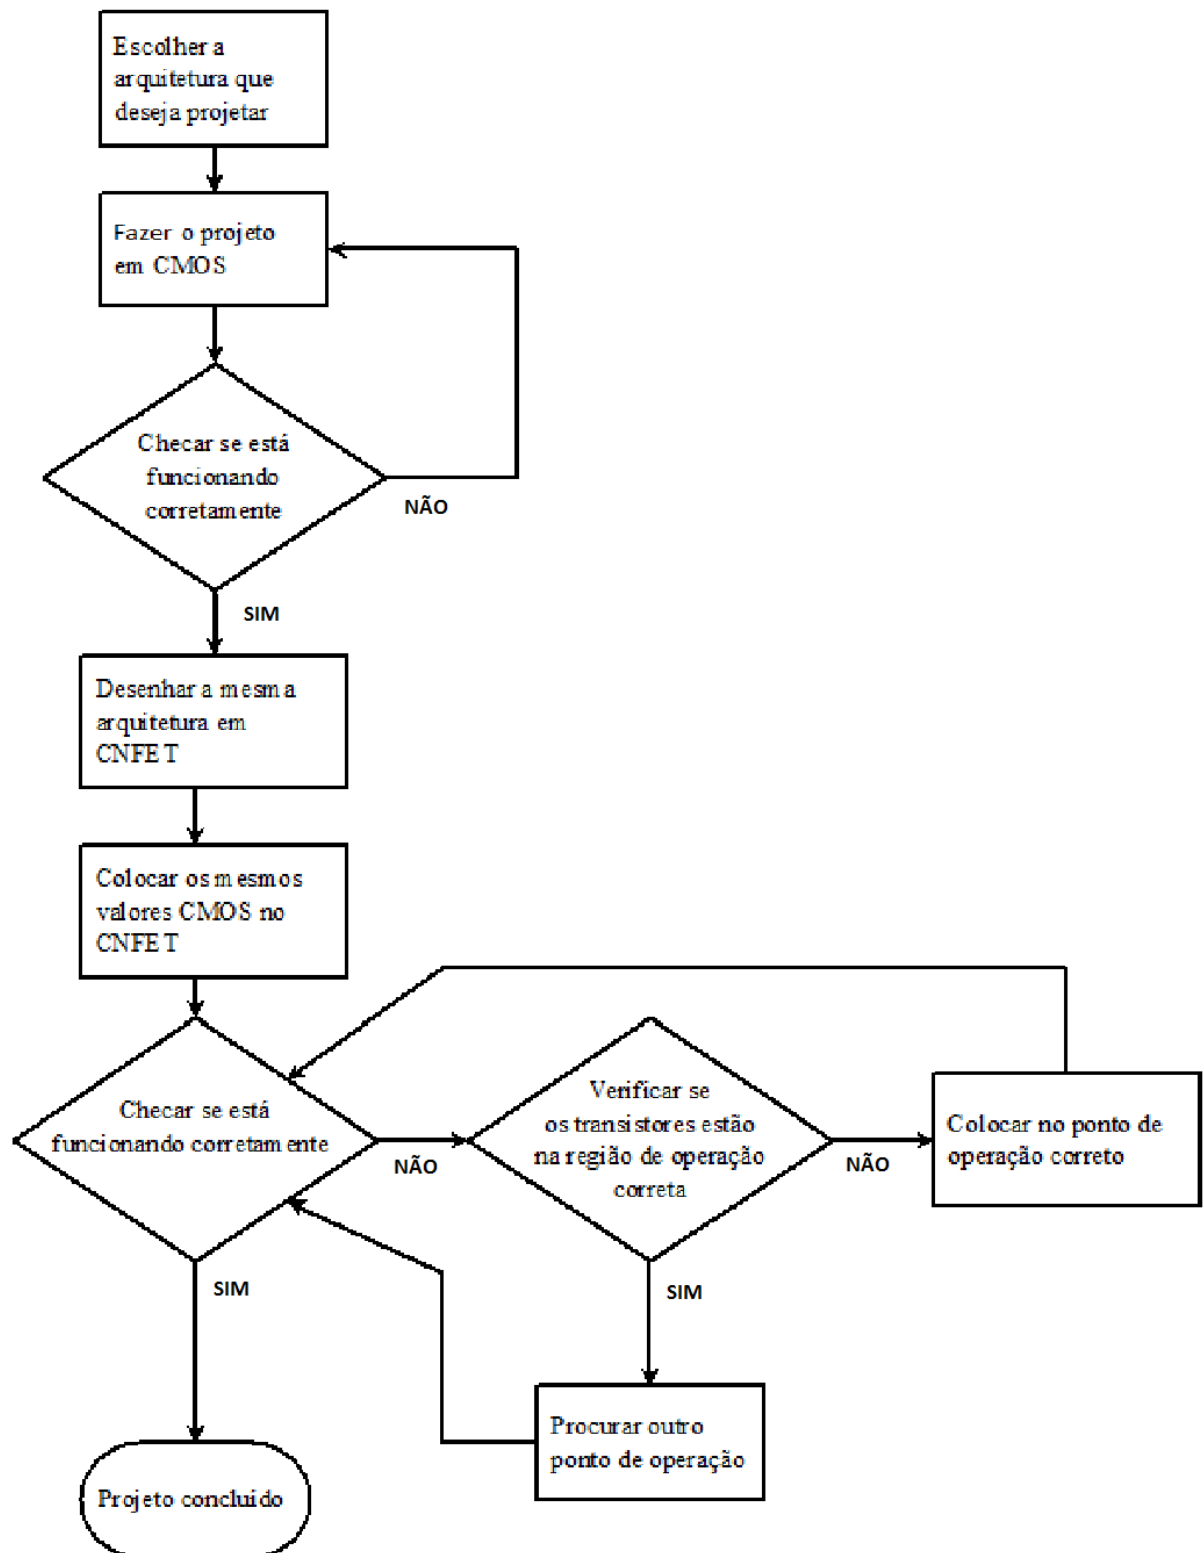 Escolher a
arquitetura que
deseja projetar
Fazer o projeto
em CMOS
Checar se está
funcionando
corretamente
NÃO
SIM
Desenhar a mesma
arquitetura em
CNFET
Colocar os mesmos
valores CMOS no
CNFET
Checar se está
funcionando corretamente
NÃO
SIM
Verificar se
os transistores estão
na região de operação
correta
NÃO
SIM
Colocar no ponto de
operação correto
Procurar outro
ponto de operação
Projeto concluído